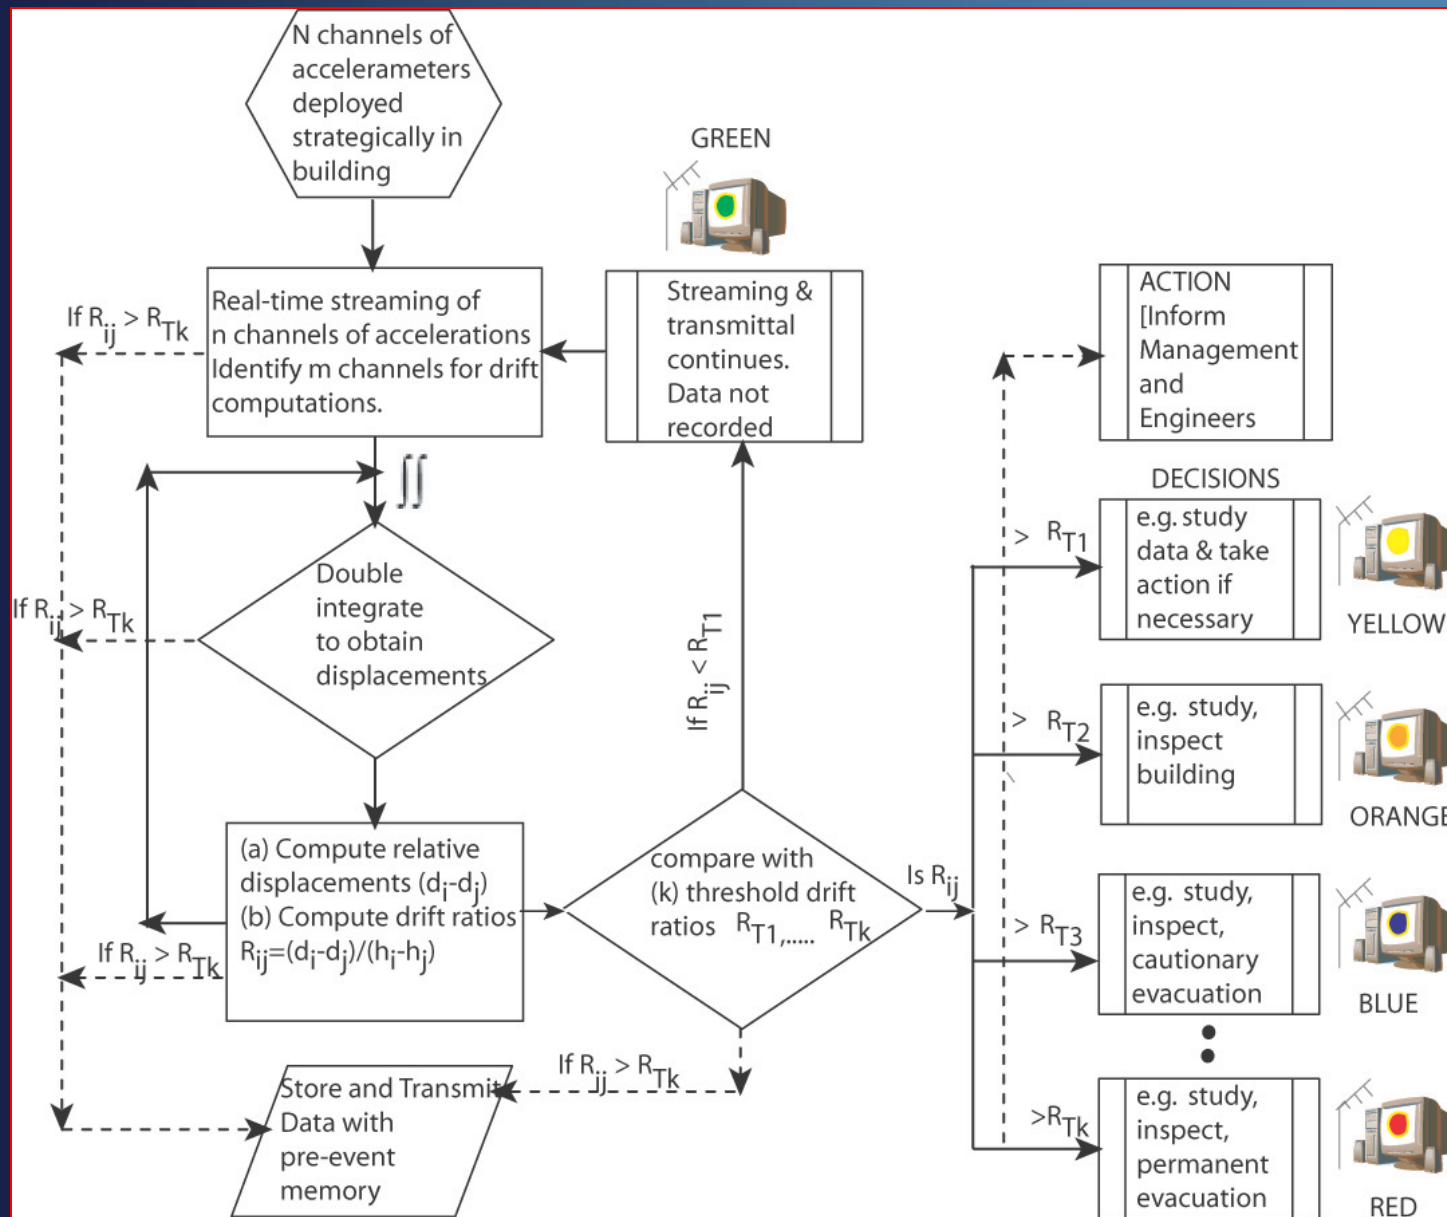 N channels of
accelerameters
deployed
strategically in
building
GREEN
Real-time streaming of
n channels of accelerations
Identify m channels for drift
computations.
If Rij > RTk
Streaming &
transmittal
continues.
Data not
recorded
ACTION
[Inform
Management
and
Engineers
∫∫
DECISIONS
> RT1
e.g. study
data & take
action if
necessary
YELLOW
Double
integrate
to obtain
displacements
If Rij > RTk
If Rij < RT1
> RT2
e.g. study,
inspect
building
ORANGE
(a) Compute relative
displacements (di-dj)
(b) Compute drift ratios
Rij=(di-dj)/(hi-hj)
If Rij > RTk
compare with
(k) threshold drift
ratios RT1,..... RTk
Is Rij
> RT3
e.g. study,
inspect,
cautionary
evacuation
BLUE
If Rij > RTk
Store and Transmit
Data with
pre-event
memory
>RTk
e.g. study,
inspect,
permanent
evacuation
RED